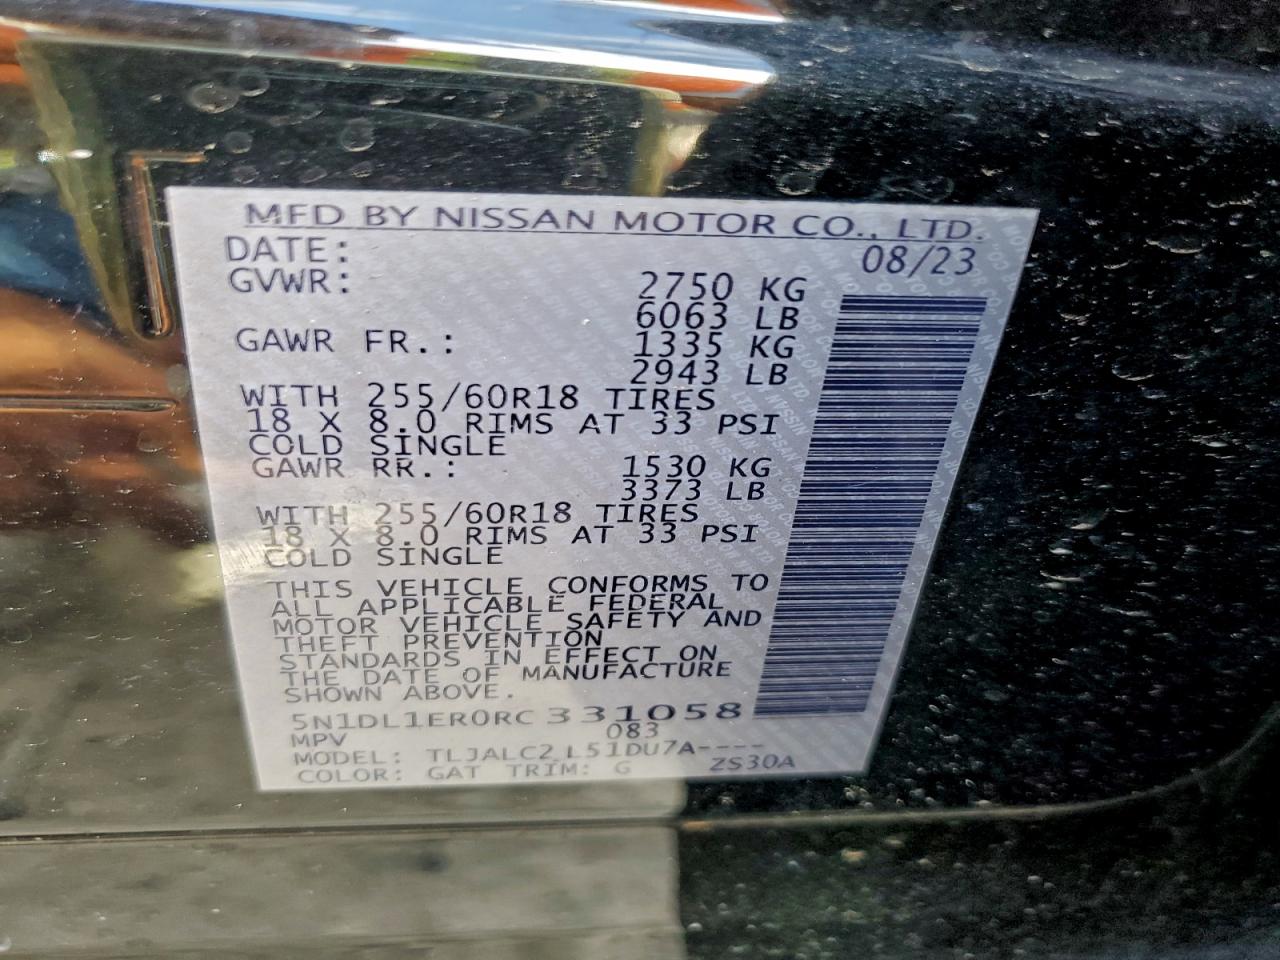 MFD BY NISSAN MOTOR CO., LTD.
DATE: 08/23
GVWR: 2750 KG
6063 LB
GAWR FR.: 1335 KG
2943 LB
WITH 255/60R18 TIRES
18 X 8.0 RIMS AT 33 PSI
COLD SINGLE
GAWR RR.: 1530 KG
3373 LB
WITH 255/60R18 TIRES
18 X 8.0 RIMS AT 33 PSI
COLD SINGLE
THIS VEHICLE CONFORMS TO
ALL APPLICABLE FEDERAL
MOTOR VEHICLE SAFETY AND
THEFT PREVENTION
STANDARDS IN EFFECT ON
THE DATE OF MANUFACTURE
SHOWN ABOVE.
5N1DL1ER0RC331058
MPV 083
MODEL: TLJALC2 L51DU7A----
COLOR: GAT TRIM: G ZS30A